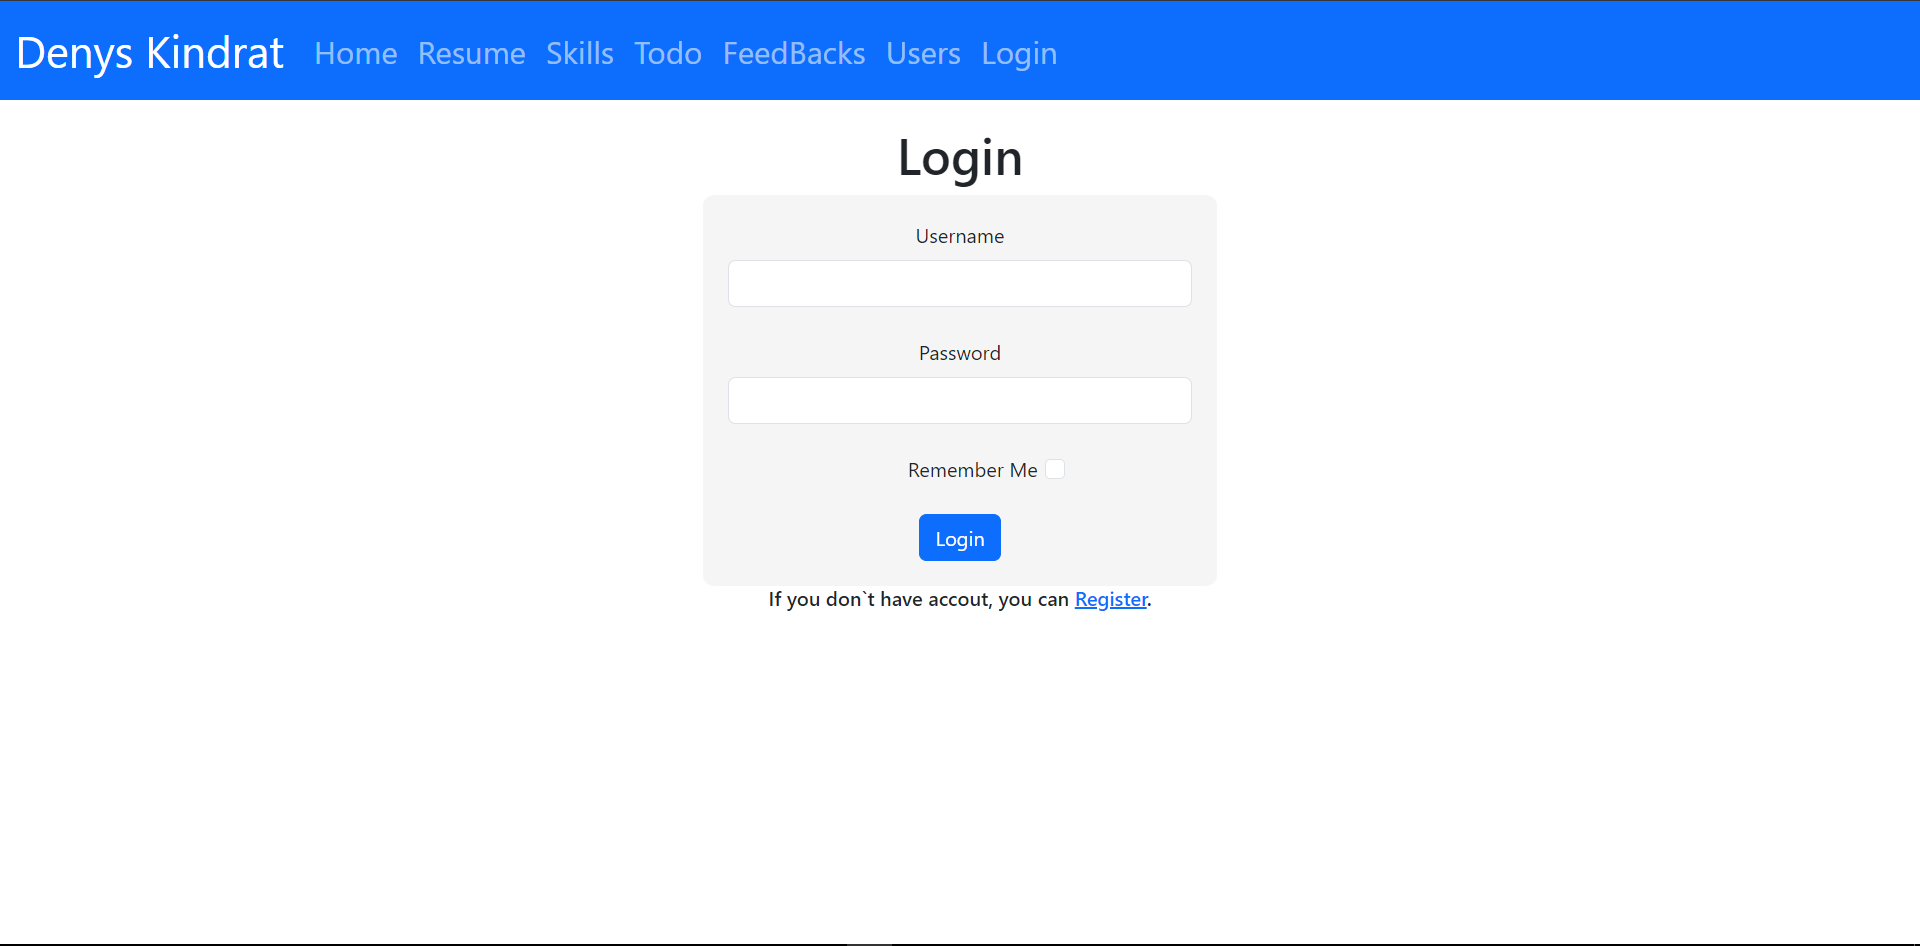 Denys Kindrat Home Resume Skills Todo FeedBacks Users Login
Login
Username
Password
Remember Me
Login
If you don`t have accout, you can Register.